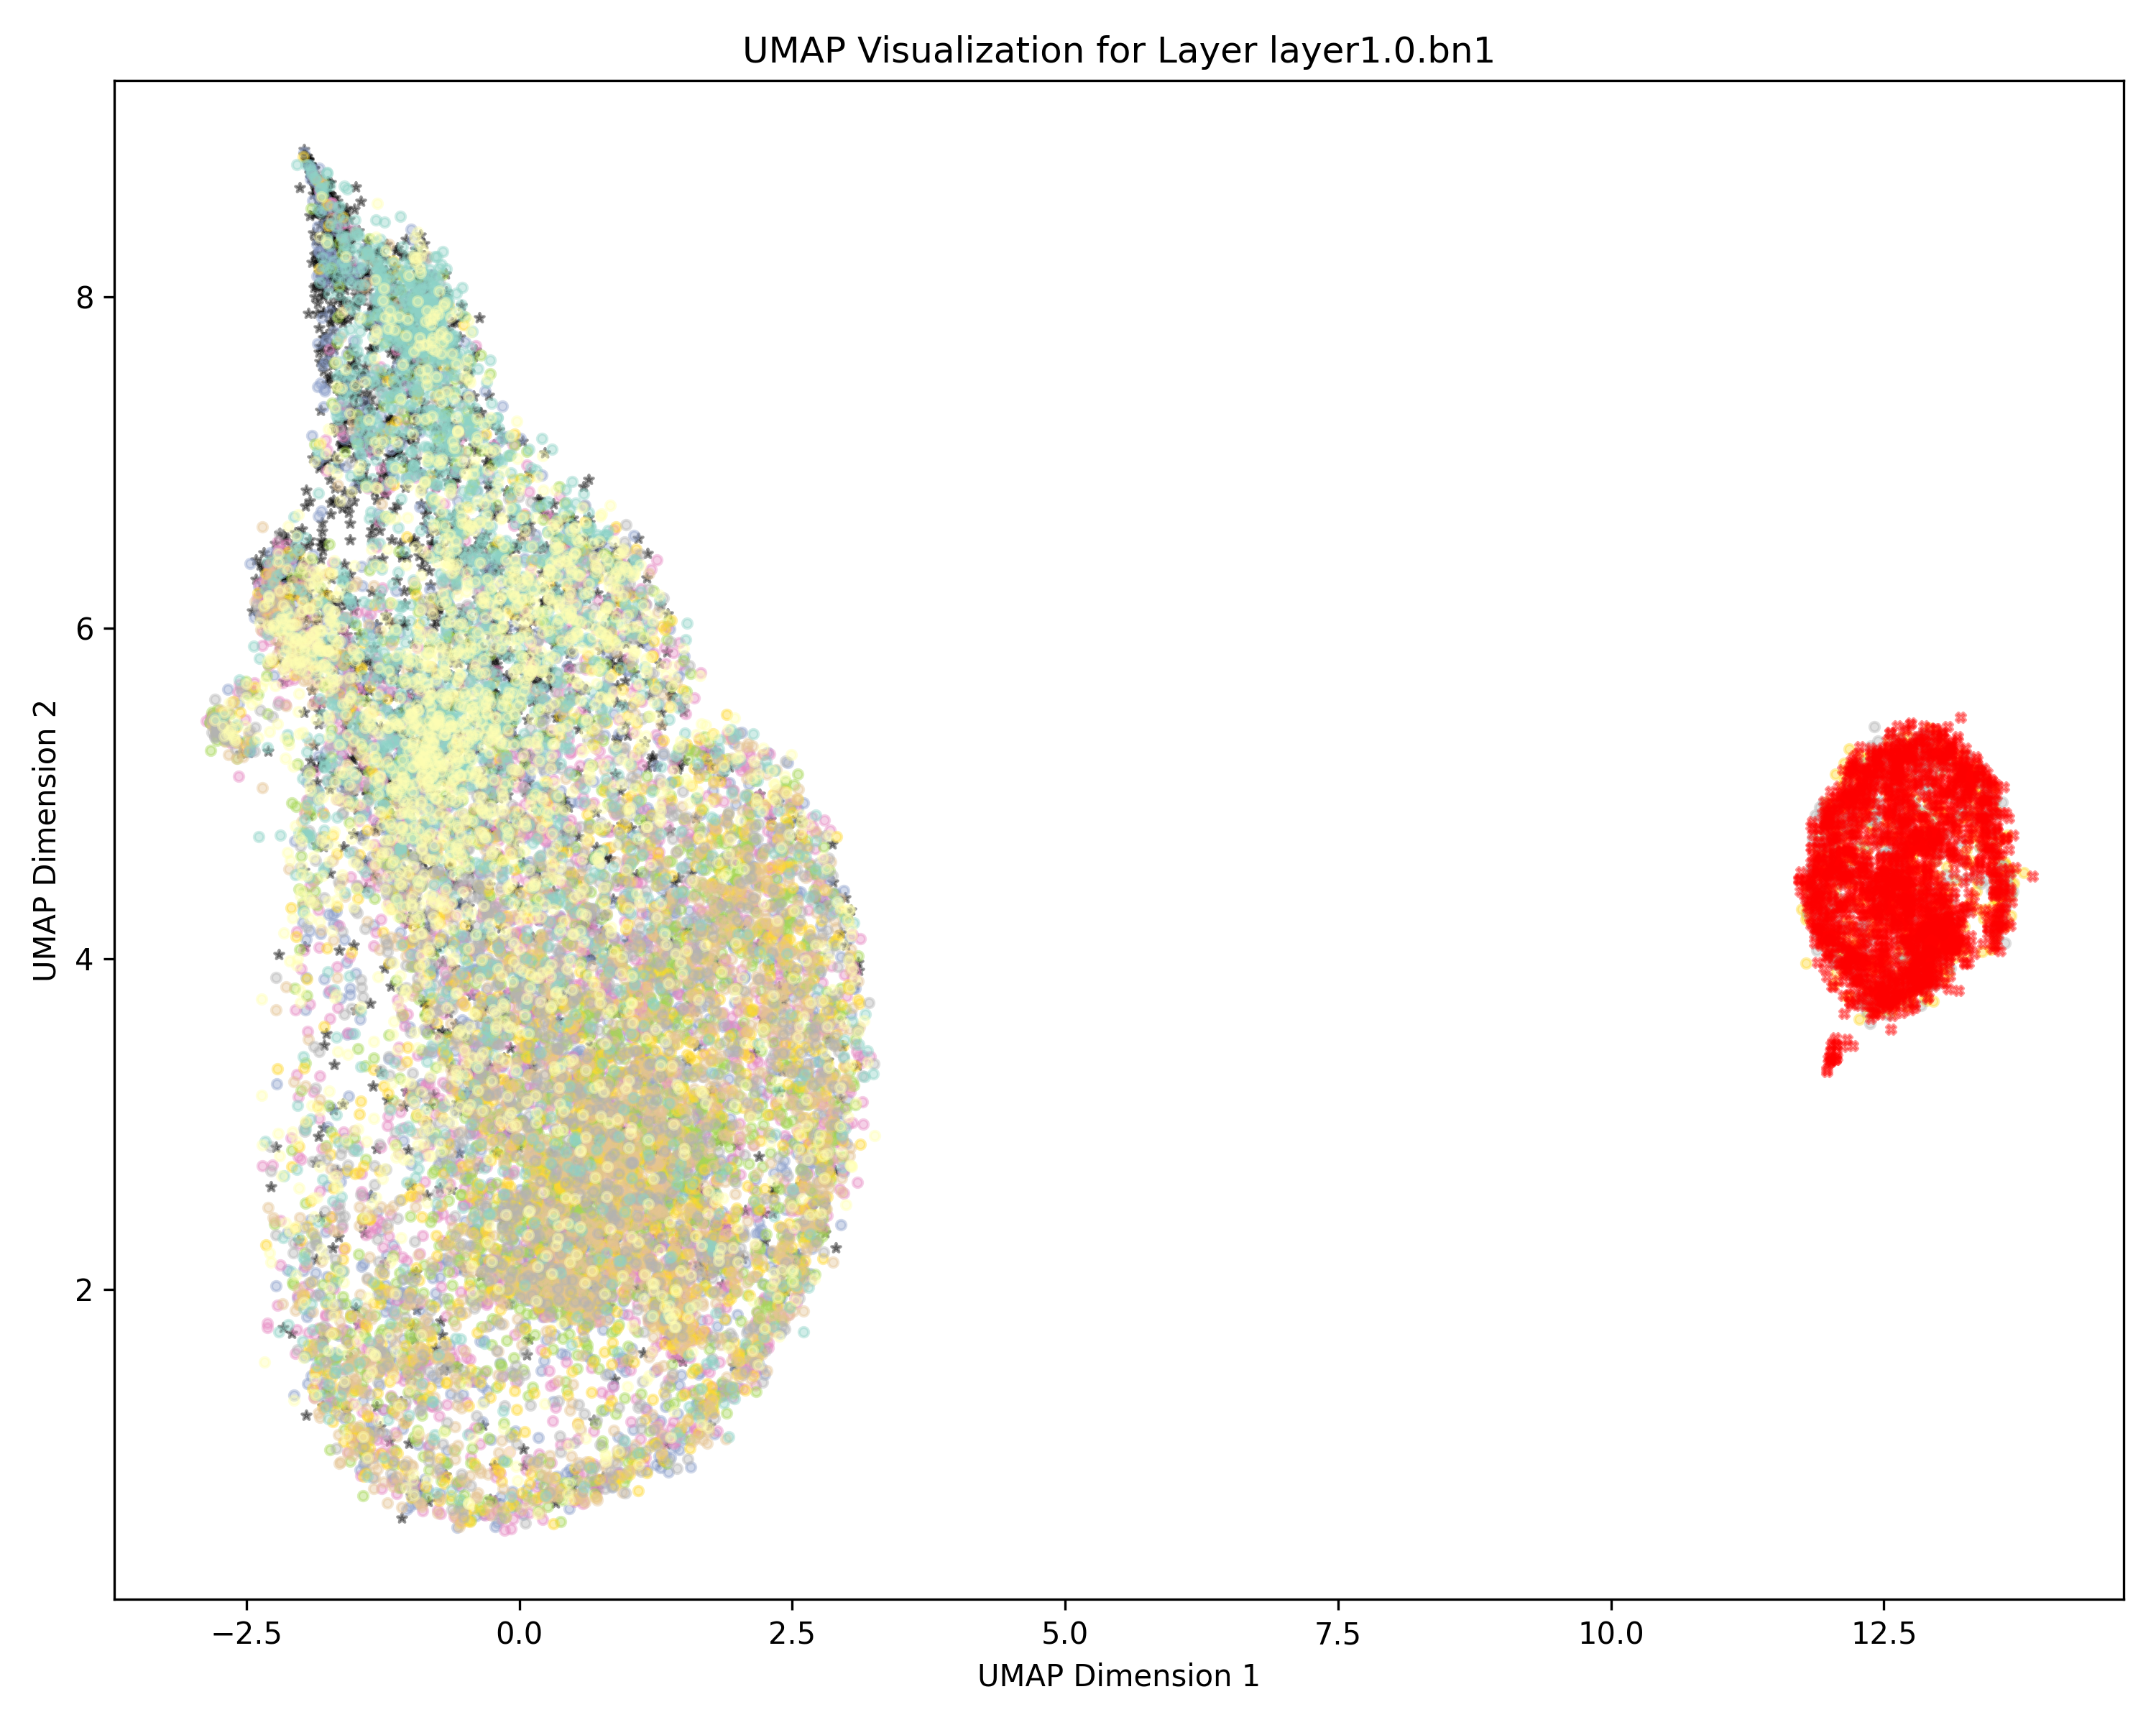 UMAP Visualization for Layer layer1.0.bn1
8
6
4
2
UMAP Dimension 2
−2.5 0.0 2.5 5.0 7.5 10.0 12.5
UMAP Dimension 1